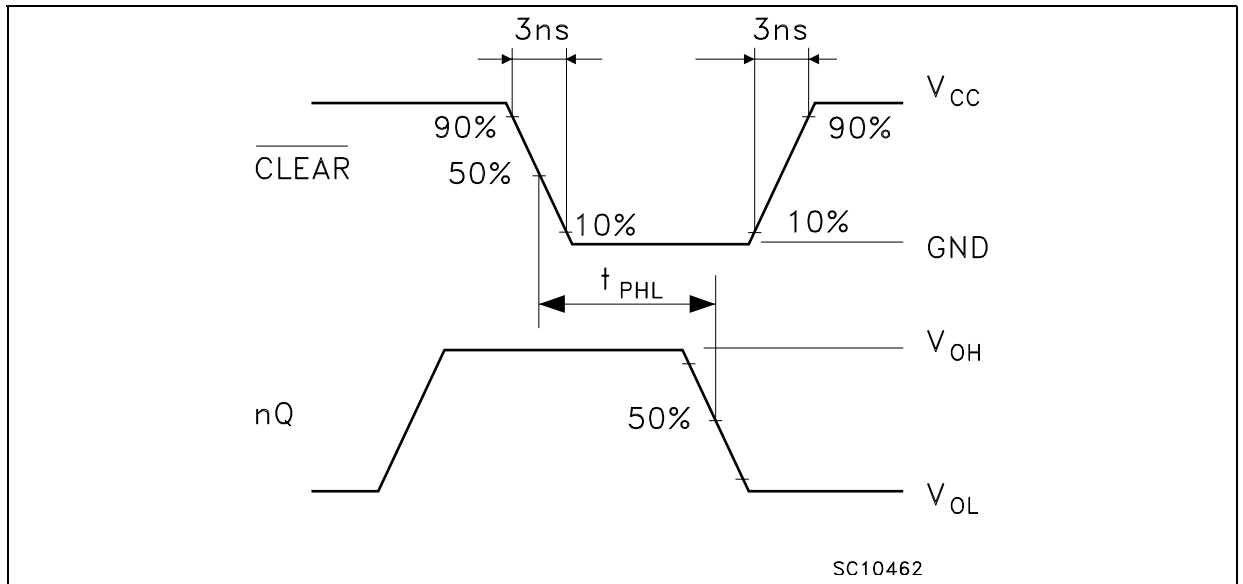 3ns 3ns
V CC
90% 90%
CLEAR
50%
10% 10%
GND
t PHL
V OH
nQ
50%
V OL
SC10462